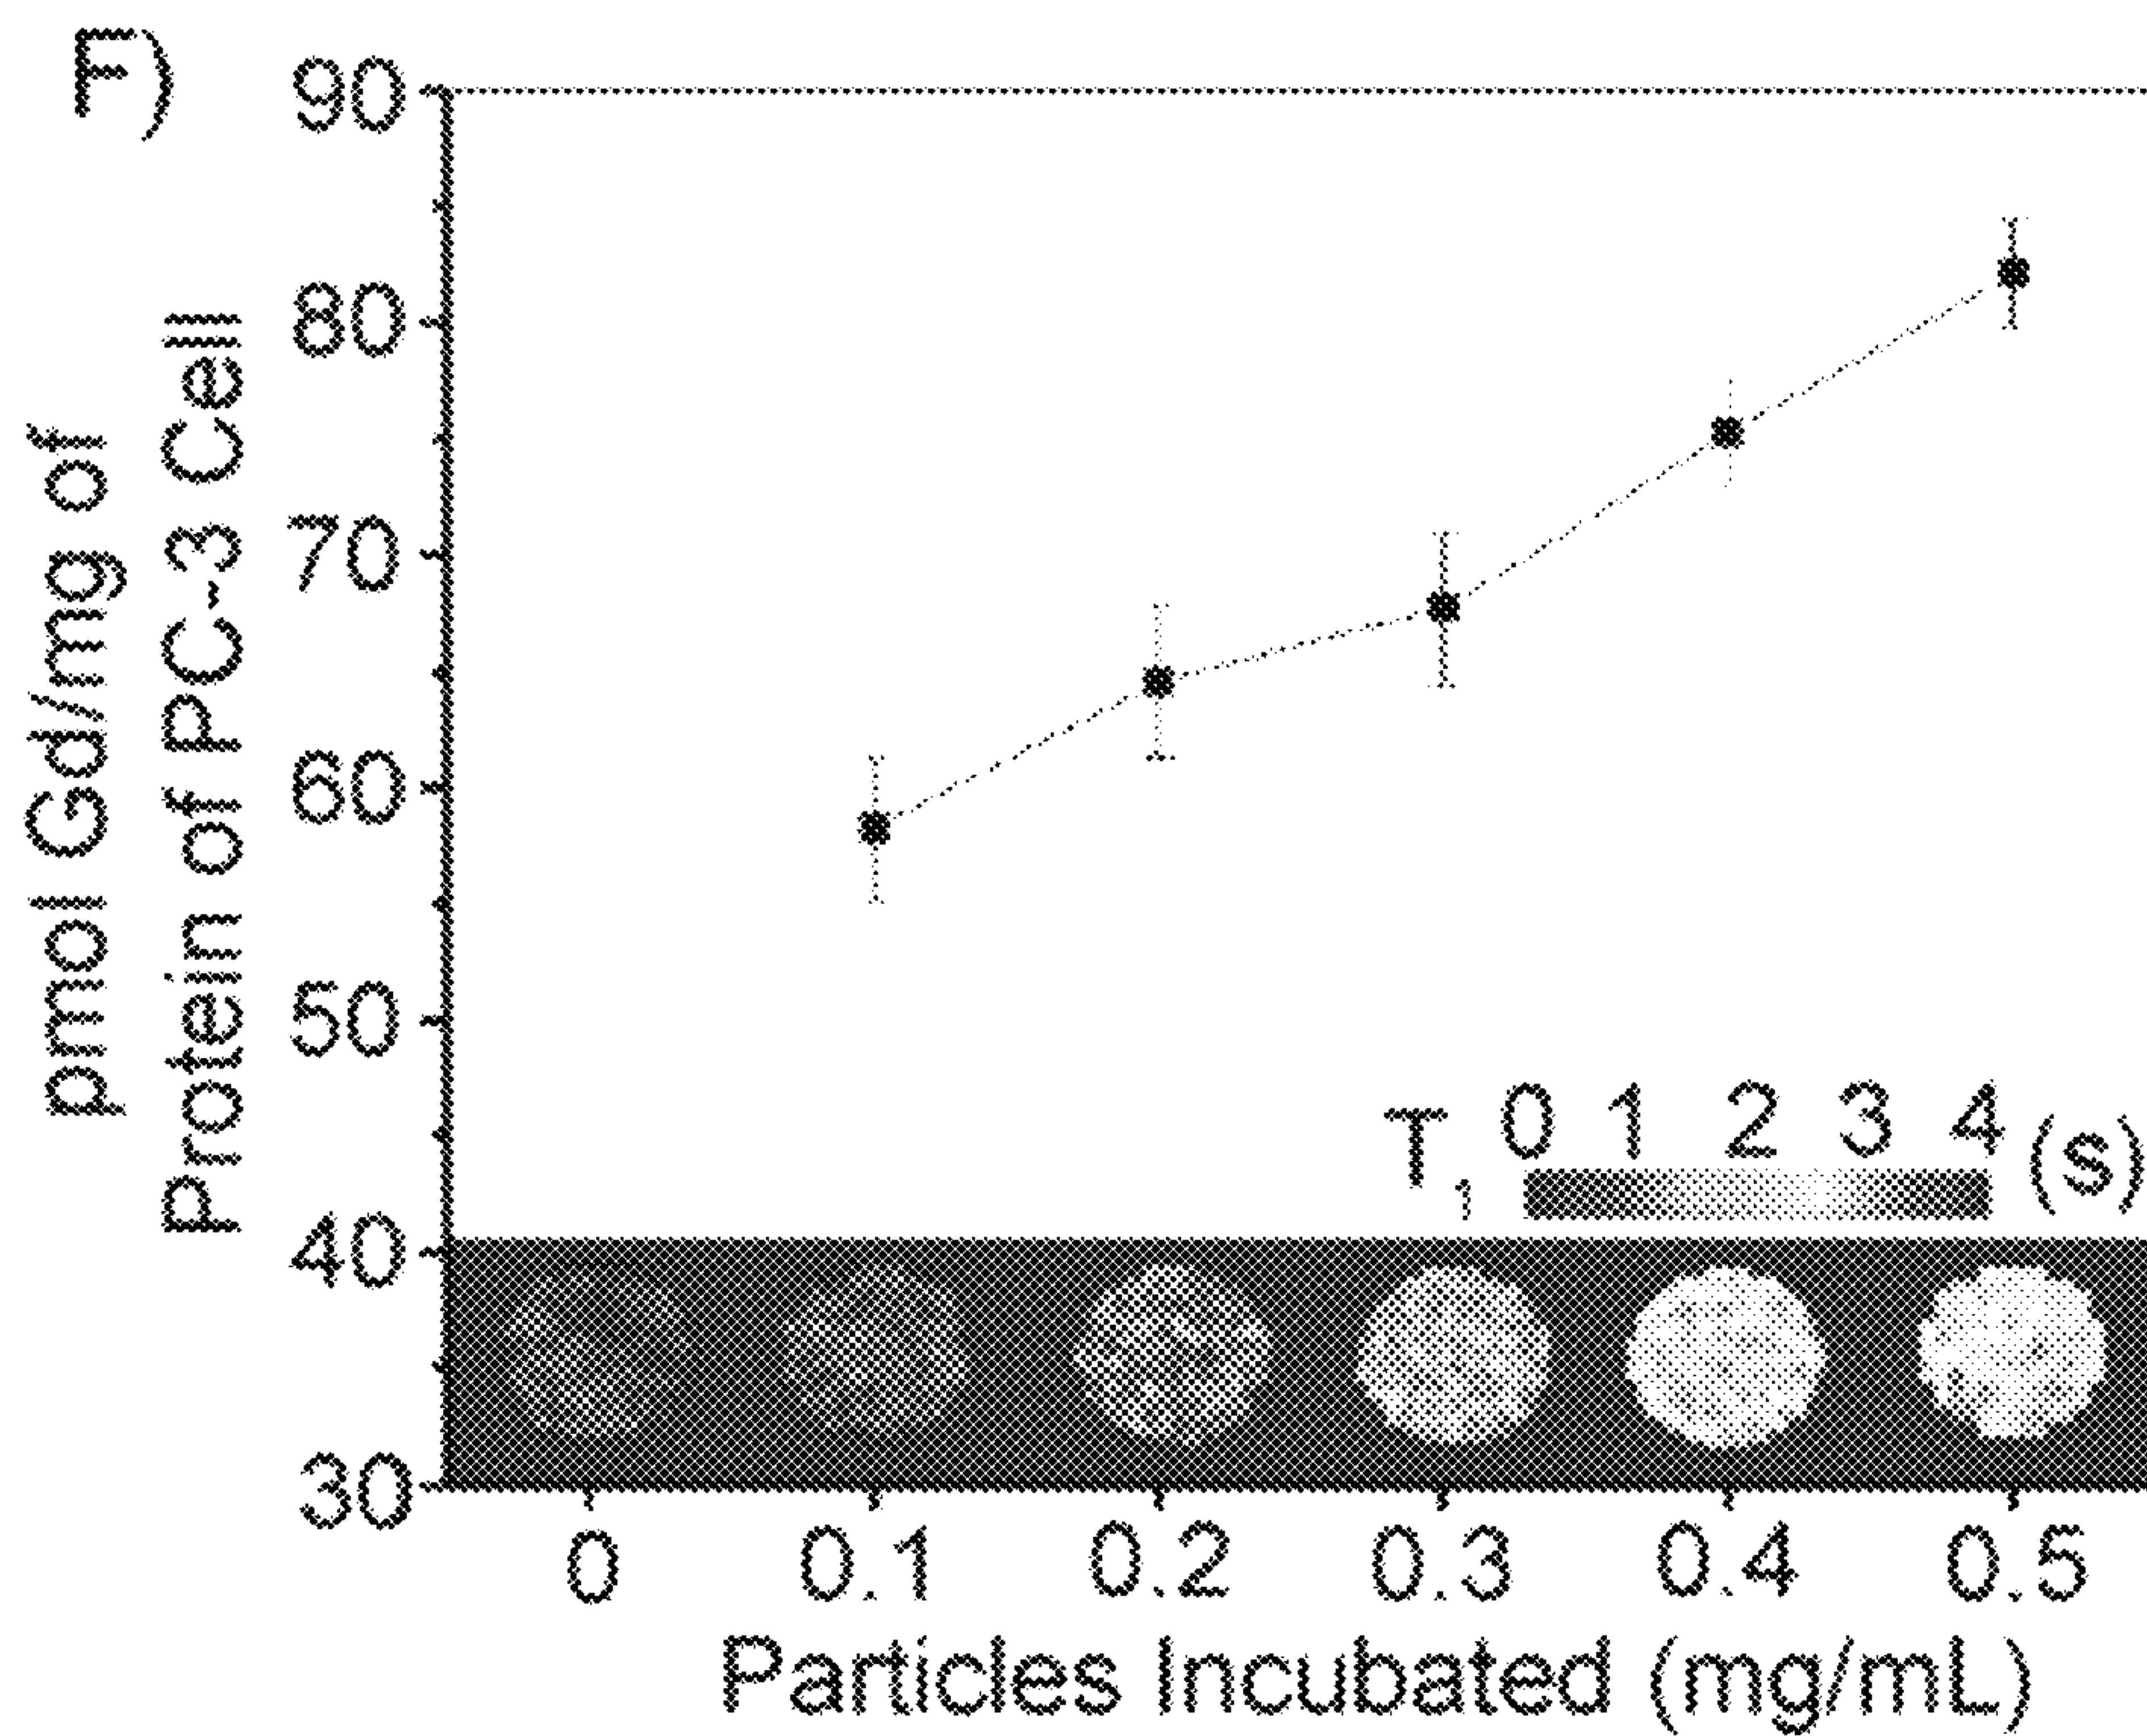 F)
90
80
70
60
50
40
30
pmol Gd/mg of
Protein of PC-3 Cell
T1 0 1 2 3 4 (s)
0 0.1 0.2 0.3 0.4 0.5
Particles Incubated (mg/mL)